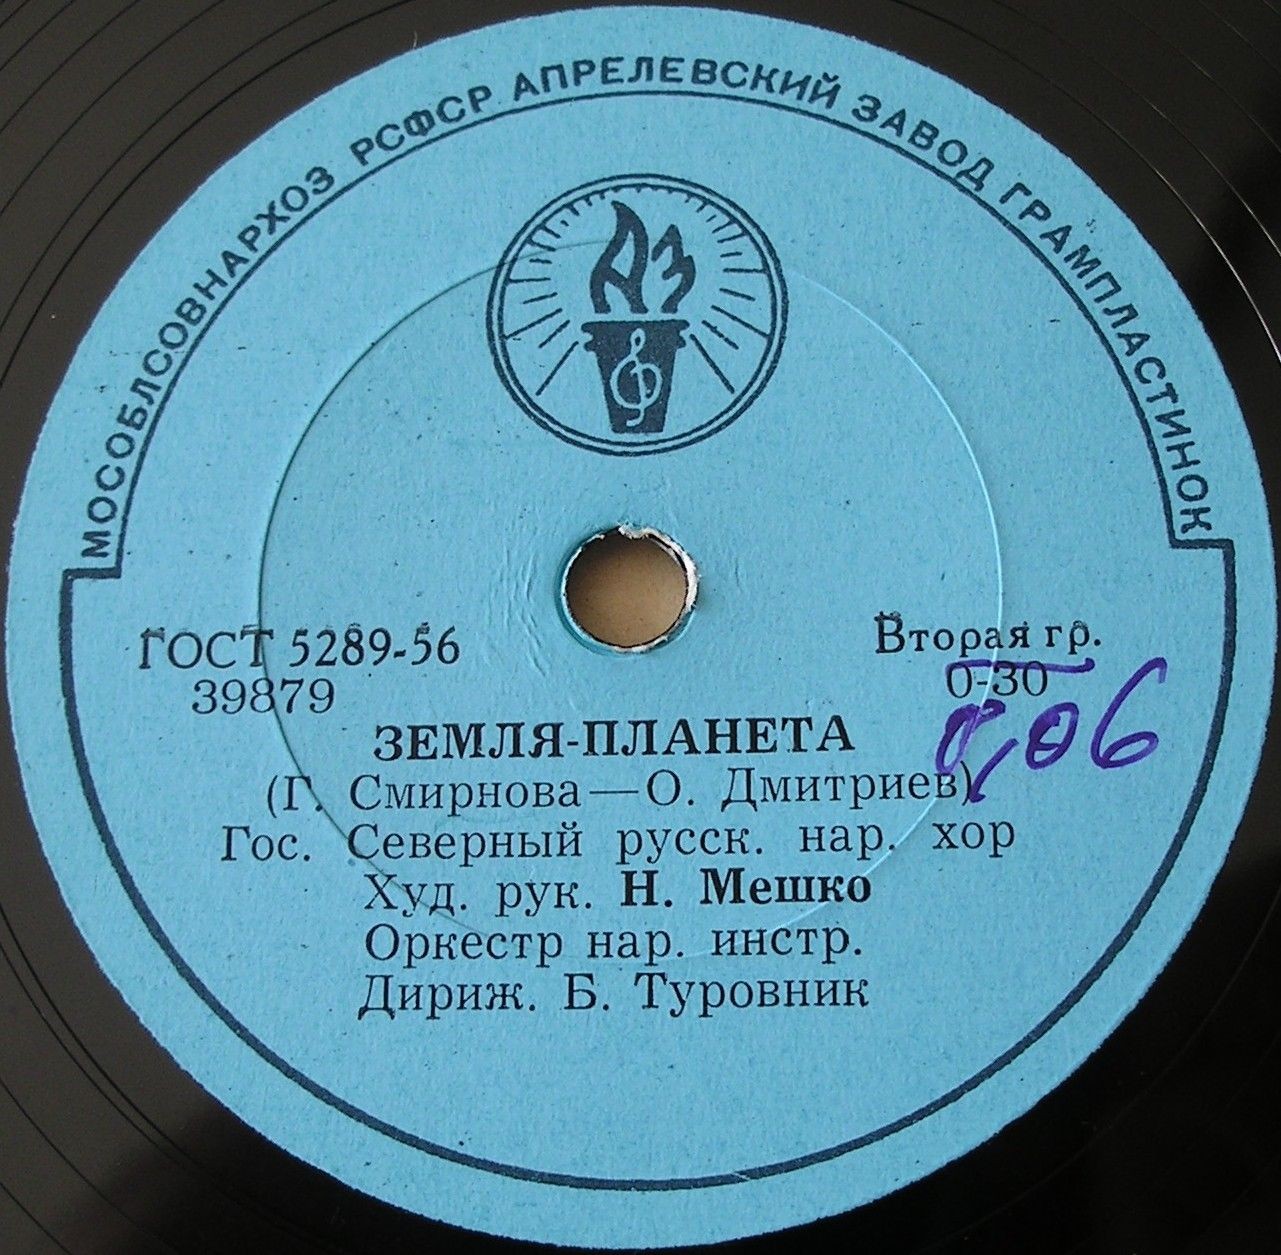 МОСОБЛСОВНАРХОЗ РСФСР АПРЕЛЕВСКИЙ ЗАВОД ГРАМПЛАСТИНОК
АЗ
ГОСТ 5289-56
Вторая гр.
39879
0-30
0,06
ЗЕМЛЯ-ПЛАНЕТА
(Г. Смирнова — О. Дмитриев)
Гос. Северный русск. нар. хор
Худ. рук. Н. Мешко
Оркестр нар. инстр.
Дириж. Б. Туровник